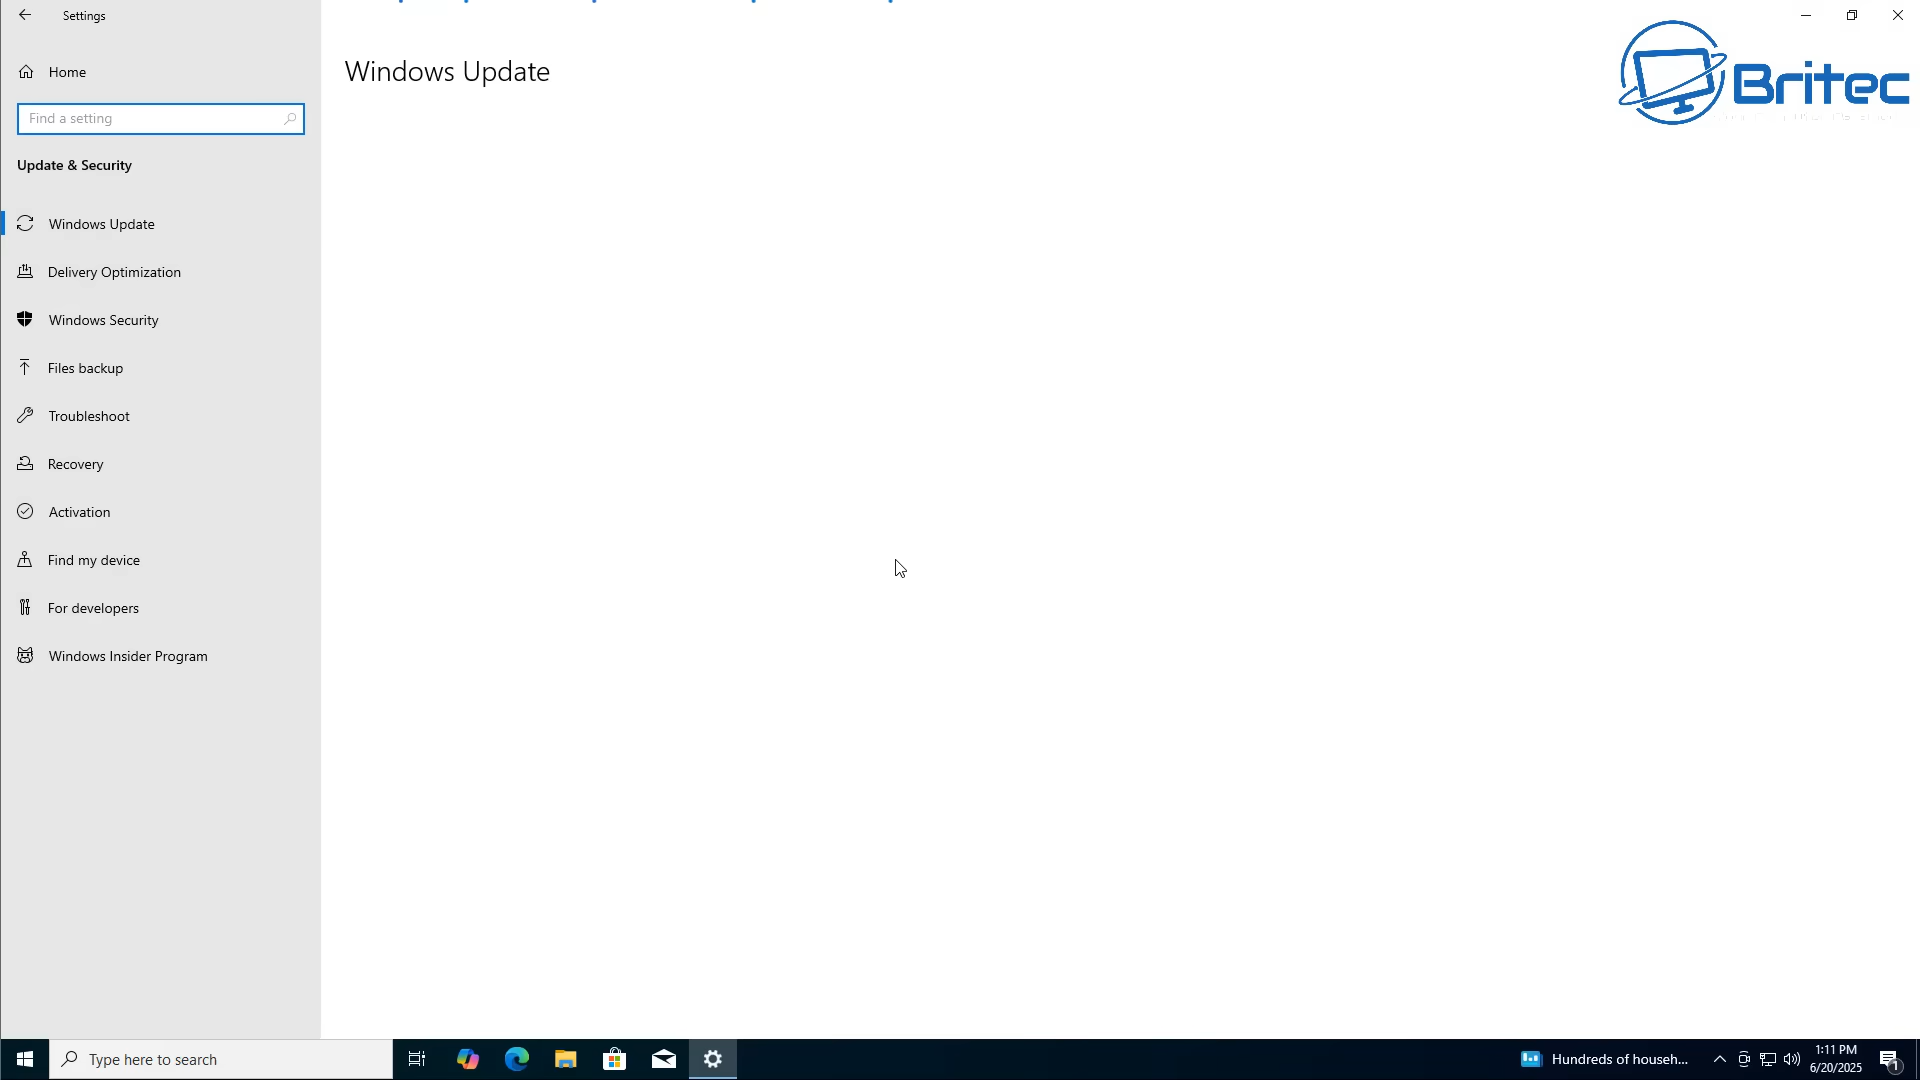 Settings
Home
Find a setting
Update & Security
Windows Update
Delivery Optimization
Windows Security
Files backup
Troubleshoot
Recovery
Activation
Find my device
For developers
Windows Insider Program
Windows Update
Britec
Type here to search
Hundreds of househ...
1:11 PM
6/20/2025
1